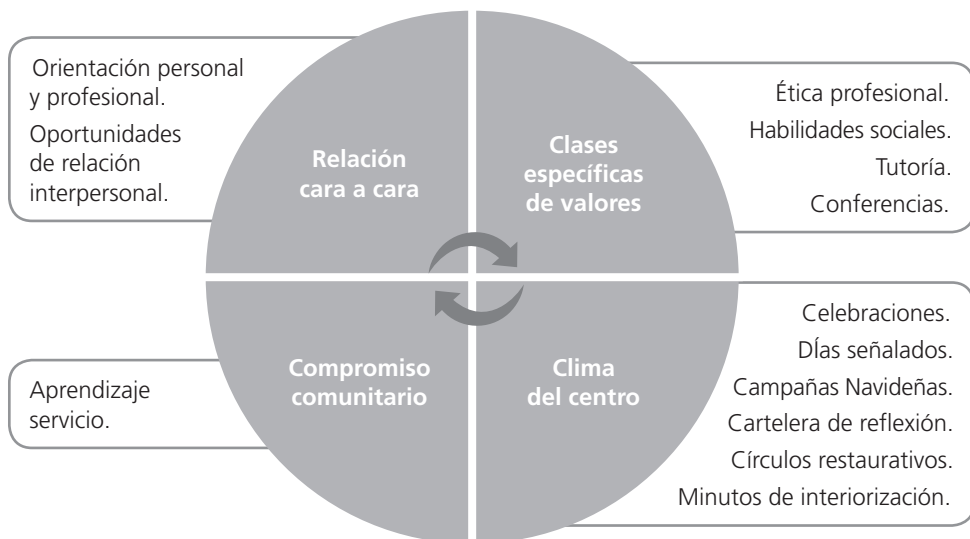 Orientación personal
y profesional.
Oportunidades
de relación
interpersonal.
Relación
cara a cara
Clases
específicas
de valores
Ética profesional.
Habilidades sociales.
Tutoría.
Conferencias.
Aprendizaje
servicio.
Compromiso
comunitario
Clima
del centro
Celebraciones.
DÍas señalados.
Campañas Navideñas.
Cartelera de reflexión.
Círculos restaurativos.
Minutos de interiorización.